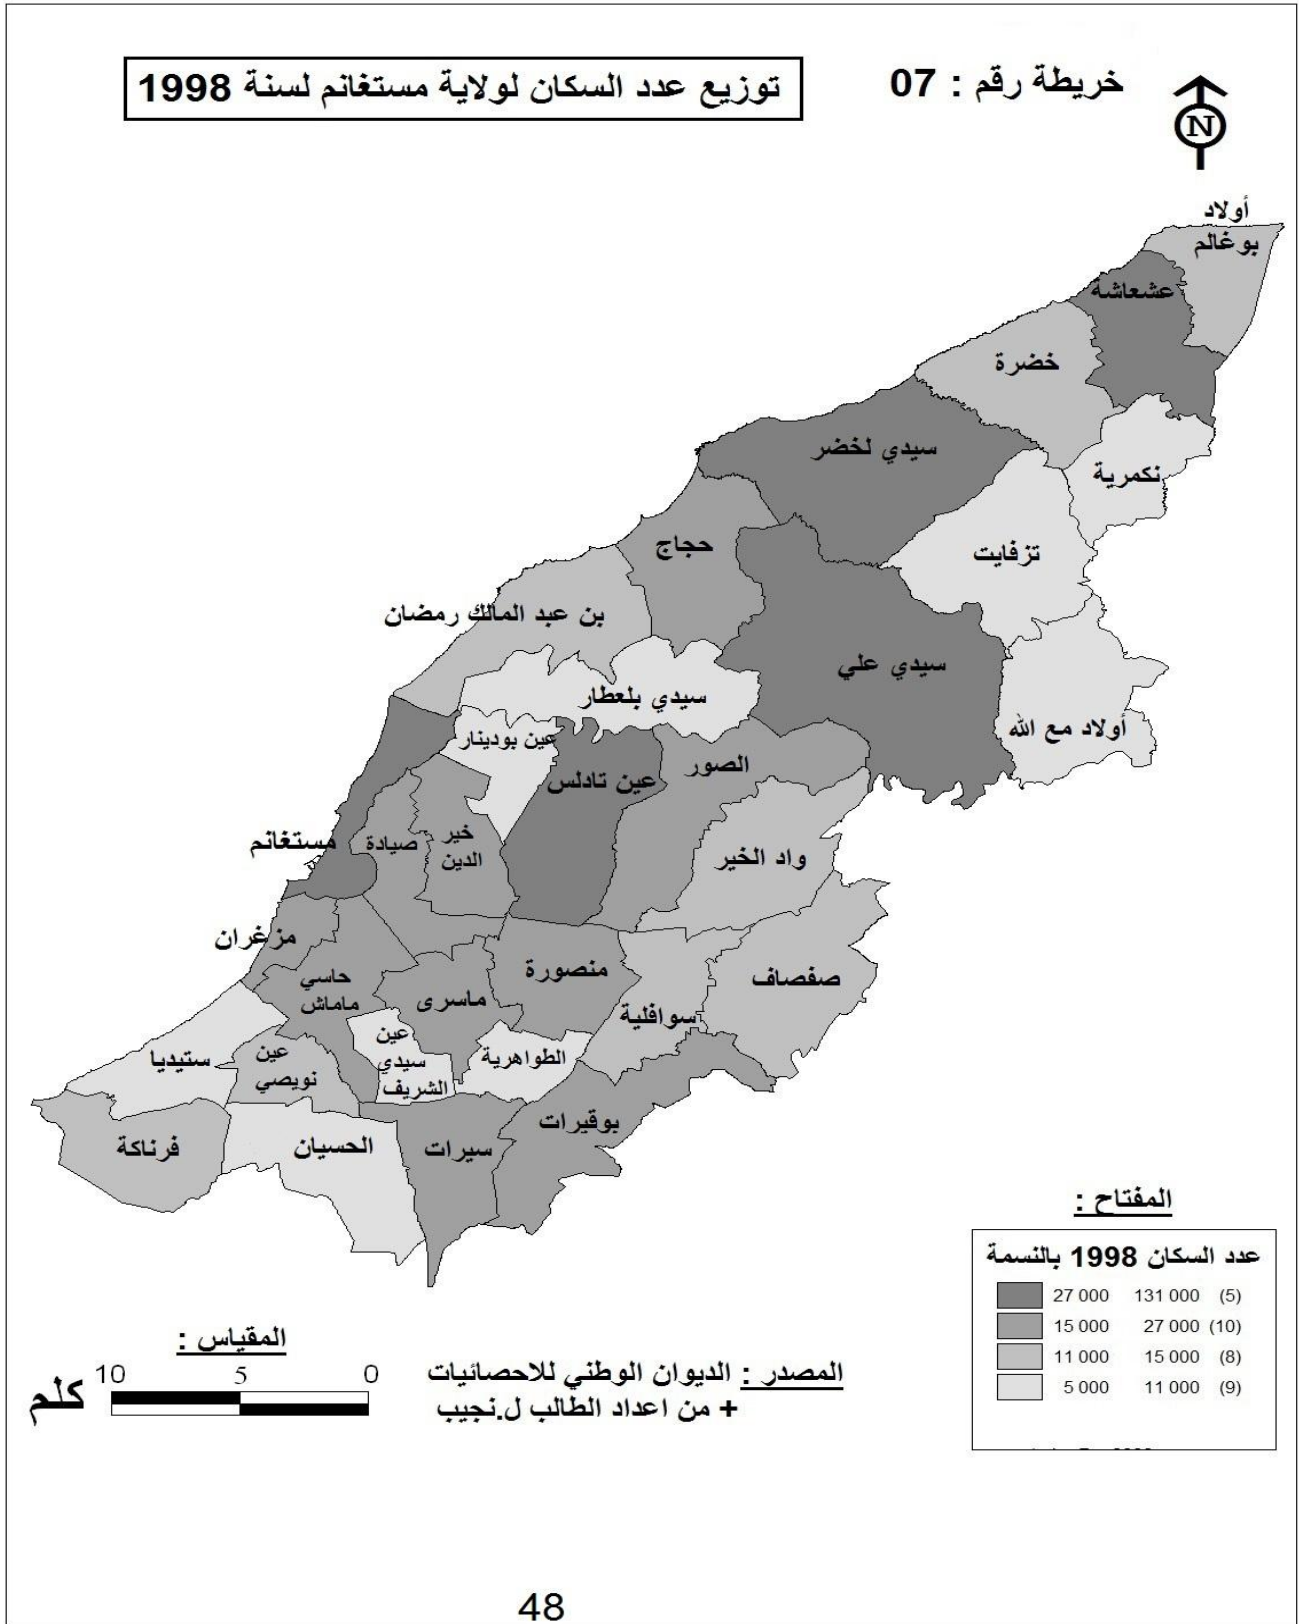 خريطة رقم : 07
توزيع عدد السكان لولاية مستغانم لسنة 1998
N
أولاد
بوغالم
عشعاشة
خضرة
سيدي لخضر
نكمرية
حجاج
تزفايت
بن عبد المالك رمضان
سيدي علي
سيدي بلعطار
أولاد مع الله
عين بودينار
الصور
عين تادلس
مستغانم
صيادة
خير
الدين
واد الخير
مزغران
حاسي
ماماش
ماسرى
منصورة
صفصاف
سوافلية
ستيديا
عين
نويصي
عين
سيدي
الشريف
الطواهرية
بوقيرات
فرناكة
الحسيان
سيرات
المفتاح :
عدد السكان 1998 بالنسمة
27 000 131 000 (5)
15 000 27 000 (10)
11 000 15 000 (8)
5 000 11 000 (9)
المقياس :
10 5 0
كلم
المصدر : الديوان الوطني للاحصائيات
+ من اعداد الطالب ل.نجيب
48